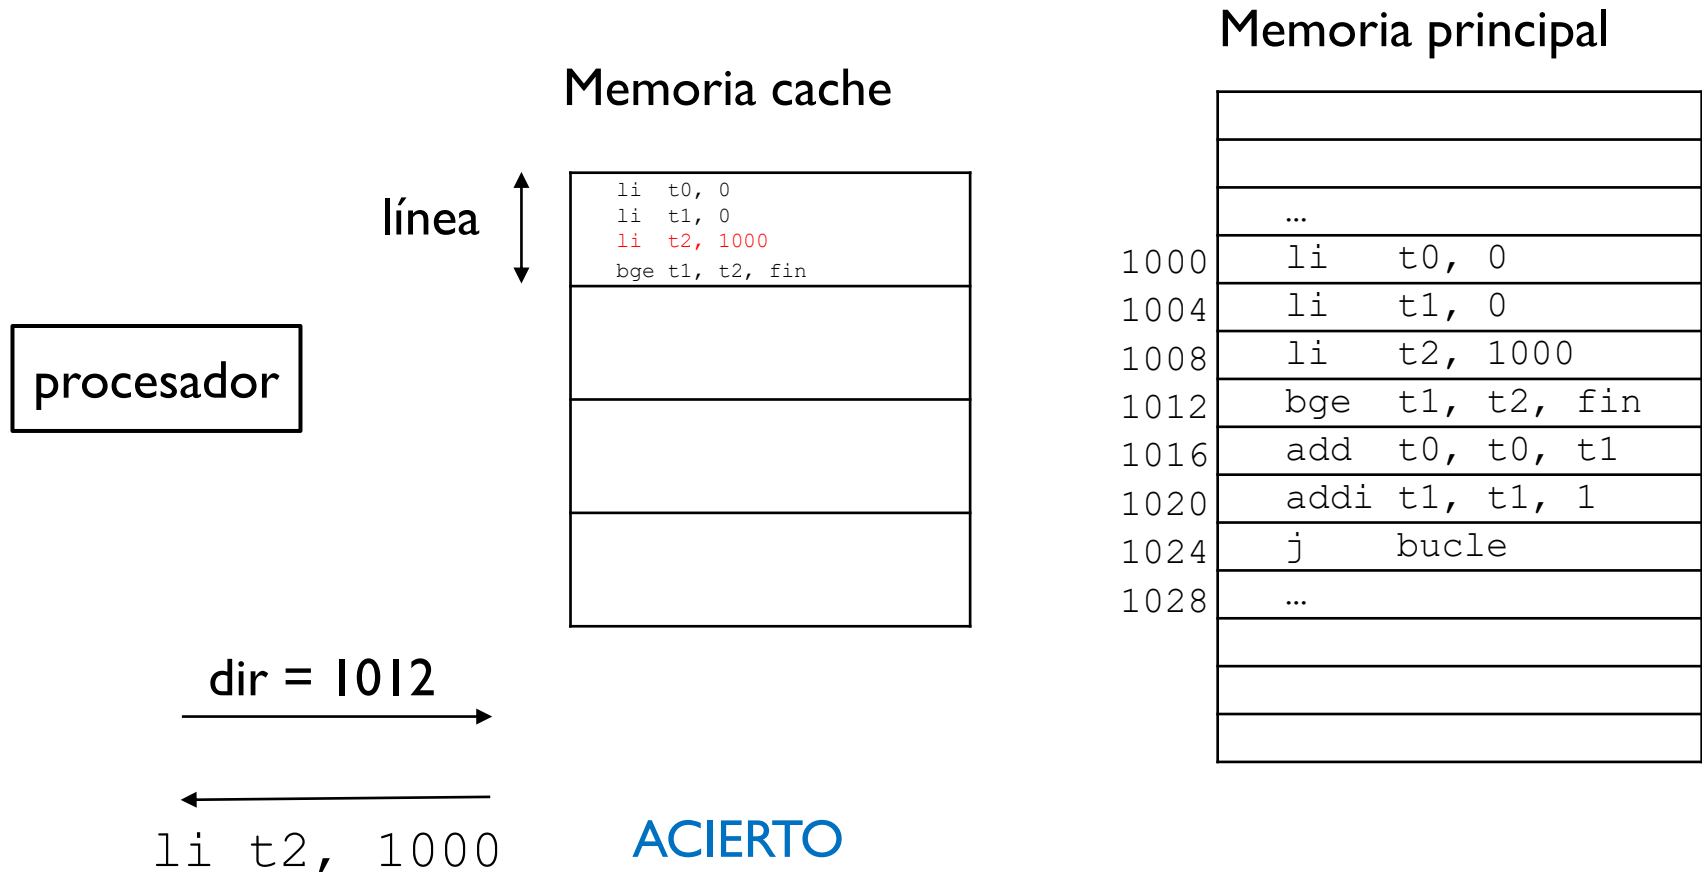 Memoria principal
Memoria cache
línea
li t0, 0
li t1, 0
li t2, 1000
bge t1, t2, fin
procesador
…
1000 li t0, 0
1004 li t1, 0
1008 li t2, 1000
1012 bge t1, t2, fin
1016 add t0, t0, t1
1020 addi t1, t1, 1
1024 j bucle
1028 …
dir = 1012
li t2, 1000
ACIERTO